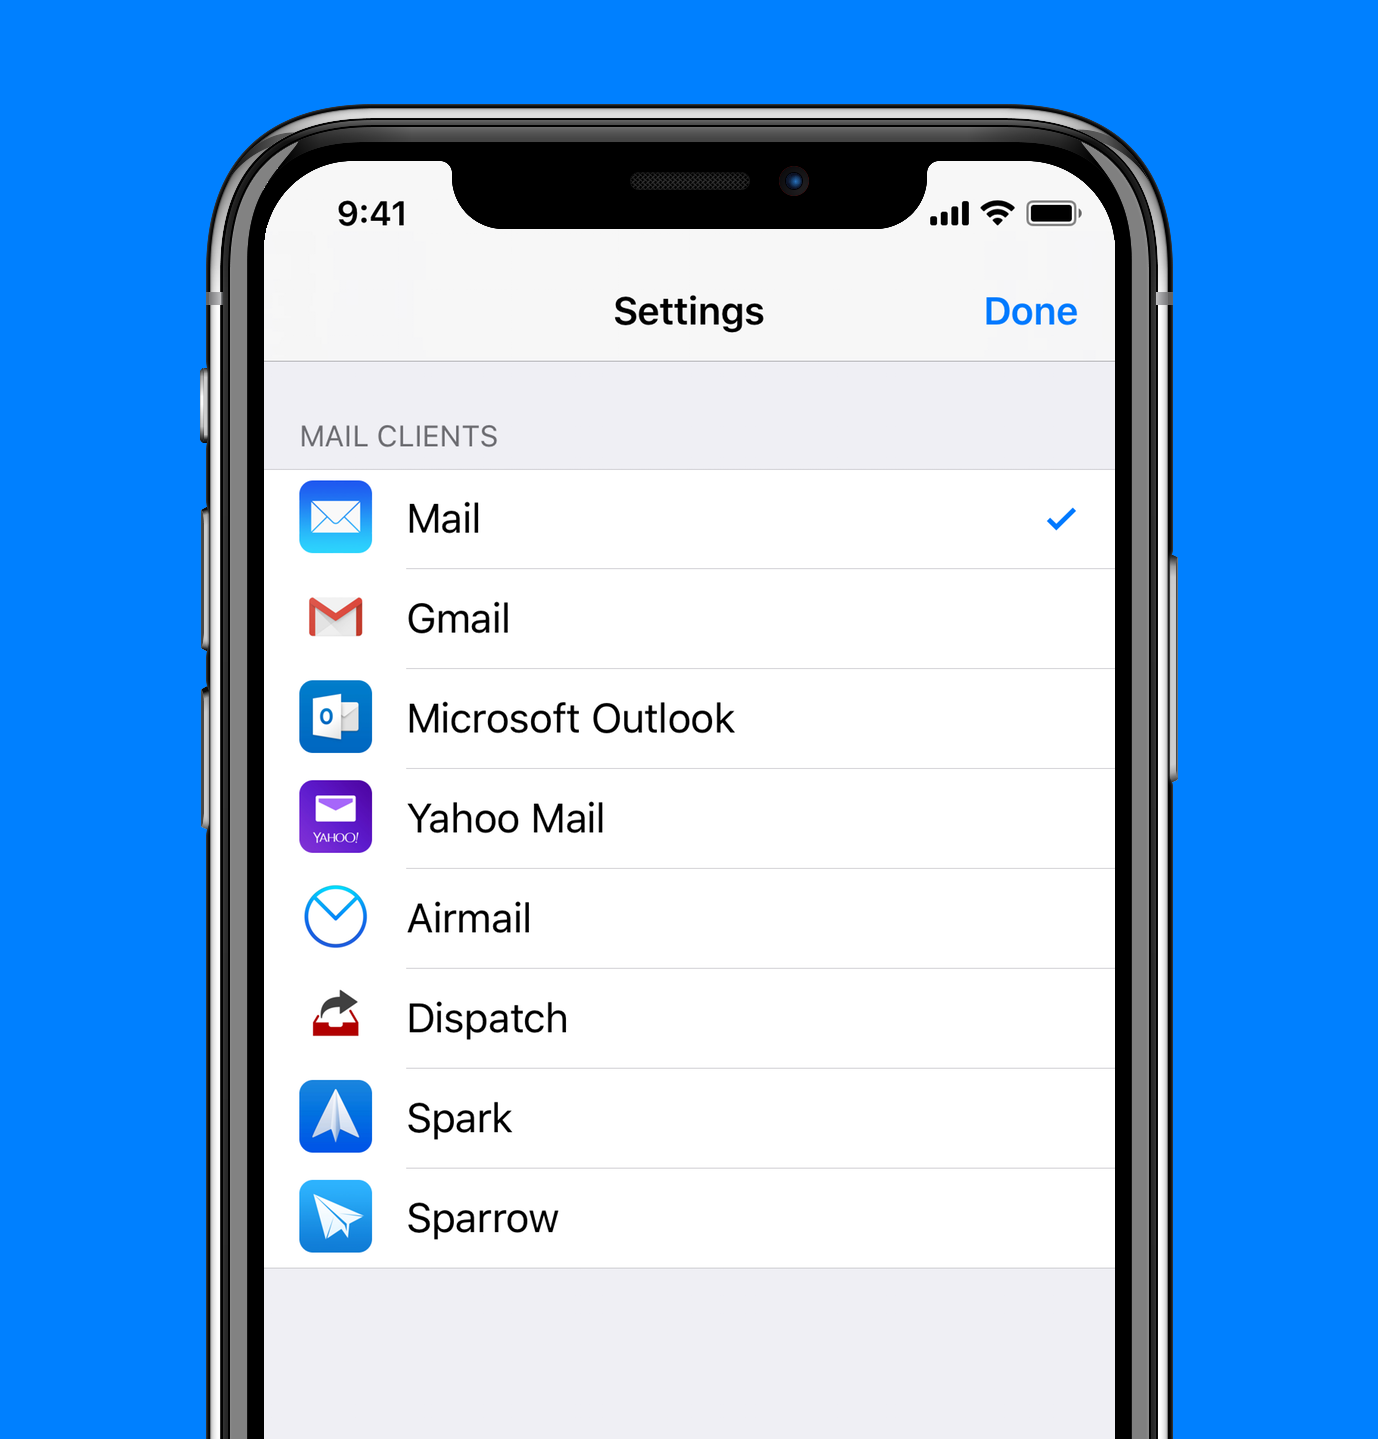 9:41
Settings
Done
MAIL CLIENTS
Mail
Gmail
Microsoft Outlook
YAHOO!
Yahoo Mail
Airmail
Dispatch
Spark
Sparrow